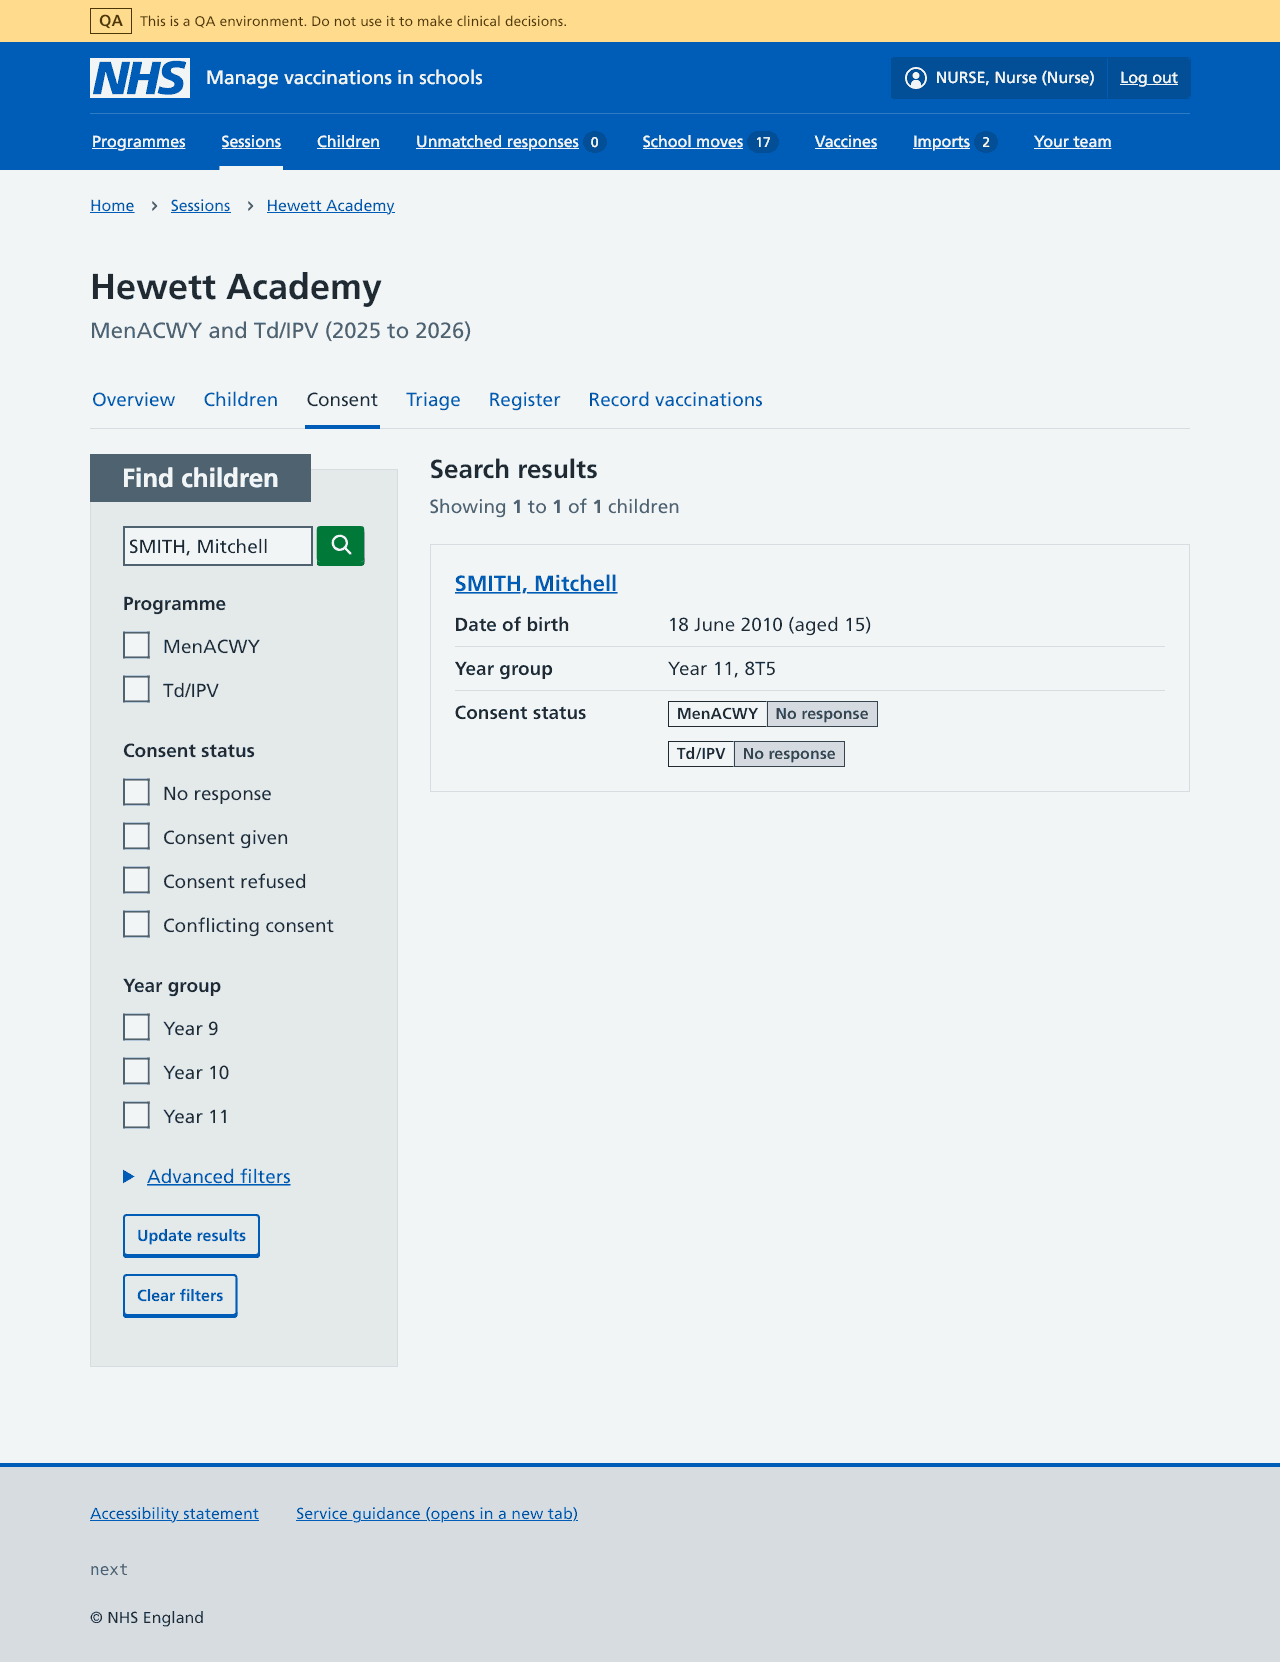 QA This is a QA environment. Do not use it to make clinical decisions.
NHS Manage vaccinations in schools NURSE, Nurse (Nurse) Log out
Programmes Sessions Children Unmatched responses 0 School moves 17 Vaccines Imports 2 Your team
Home Sessions Hewett Academy
Hewett Academy
MenACWY and Td/IPV (2025 to 2026)
Overview Children Consent Triage Register Record vaccinations
Find children
SMITH, Mitchell
Programme
MenACWY
Td/IPV
Consent status
No response
Consent given
Consent refused
Conflicting consent
Year group
Year 9
Year 10
Year 11
Advanced filters
Update results
Clear filters
Search results
Showing 1 to 1 of 1 children
SMITH, Mitchell
Date of birth 18 June 2010 (aged 15)
Year group Year 11, 8T5
Consent status MenACWY No response
Td/IPV No response
Accessibility statement Service guidance (opens in a new tab)
next
© NHS England